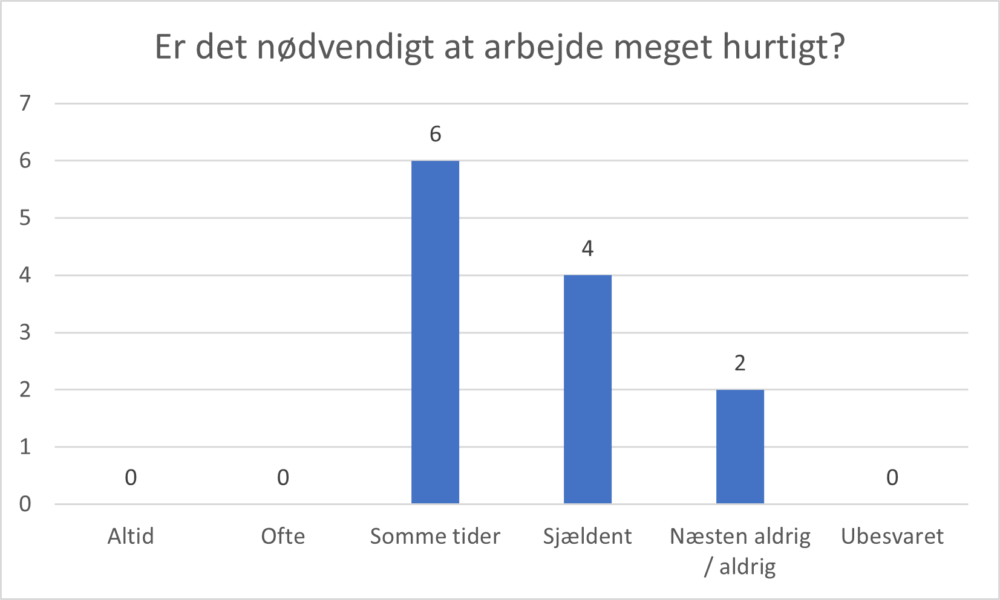 Er det nødvendigt at arbejde meget hurtigt?
7
6
5
4
3
2
1
0
0
0
6
4
2
0
Altid
Ofte
Somme tider
Sjældent
Næsten aldrig
/ aldrig
Ubesvaret